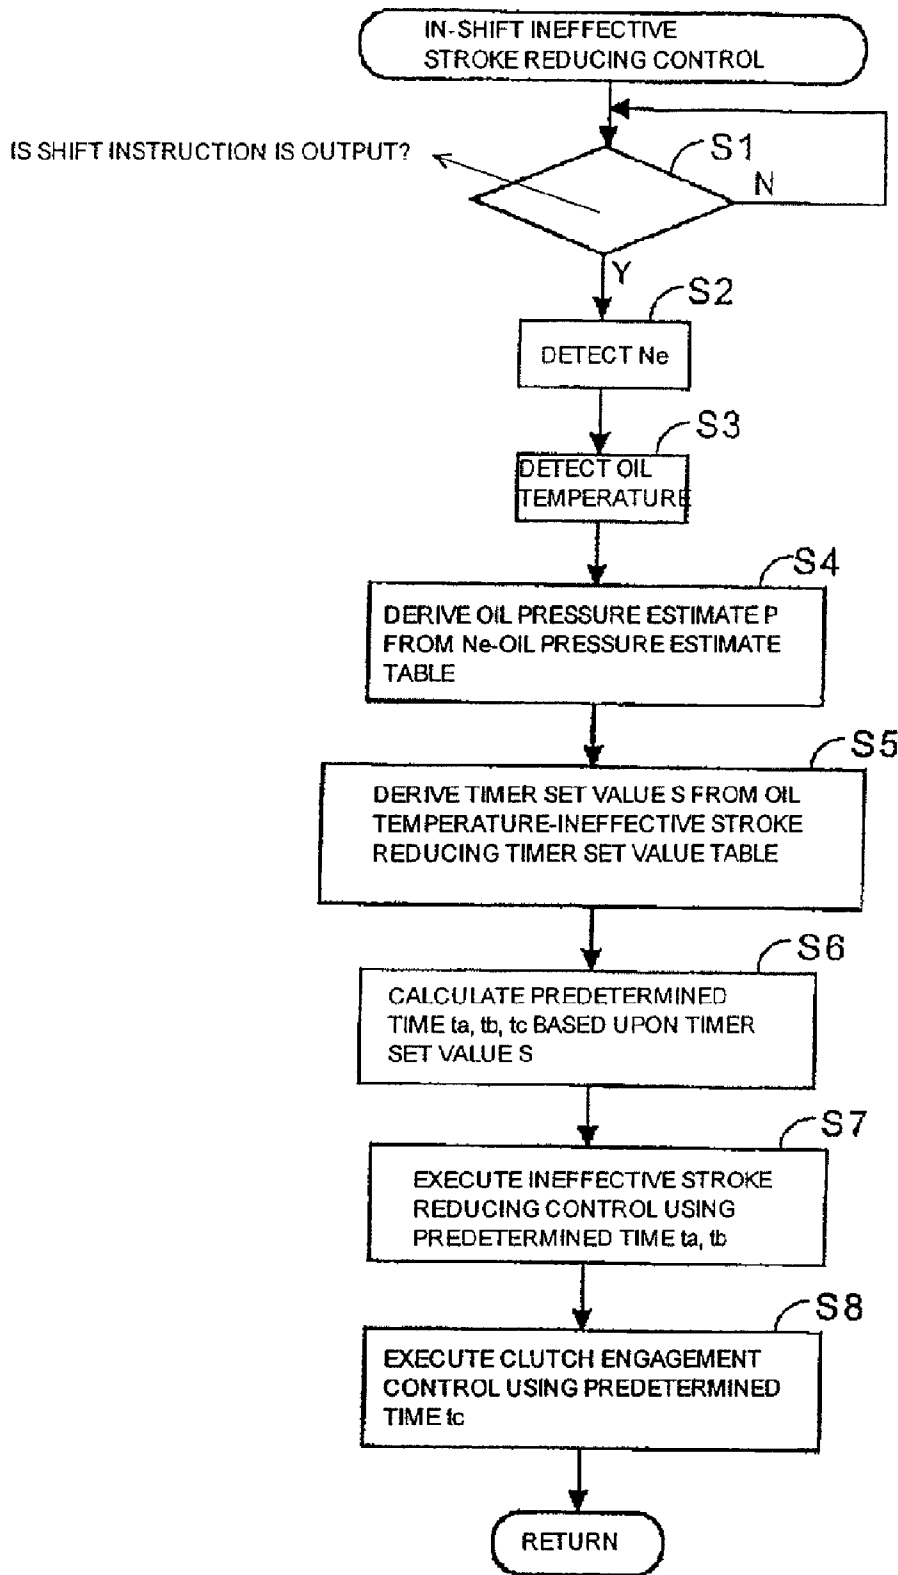 IN-SHIFT INEFFECTIVE
STROKE REDUCING CONTROL
IS SHIFT INSTRUCTION IS OUTPUT?
S1
N
Y
S2
DETECT Ne
S3
DETECT OIL
TEMPERATURE
S4
DERIVE OIL PRESSURE ESTIMATE P
FROM Ne-OIL PRESSURE ESTIMATE
TABLE
S5
DERIVE TIMER SET VALUE S FROM OIL
TEMPERATURE-INEFFECTIVE STROKE
REDUCING TIMER SET VALUE TABLE
S6
CALCULATE PREDETERMINED
TIME ta, tb, tc BASED UPON TIMER
SET VALUE S
S7
EXECUTE INEFFECTIVE STROKE
REDUCING CONTROL USING
PREDETERMINED TIME ta, tb
S8
EXECUTE CLUTCH ENGAGEMENT
CONTROL USING PREDETERMINED
TIME tc
RETURN